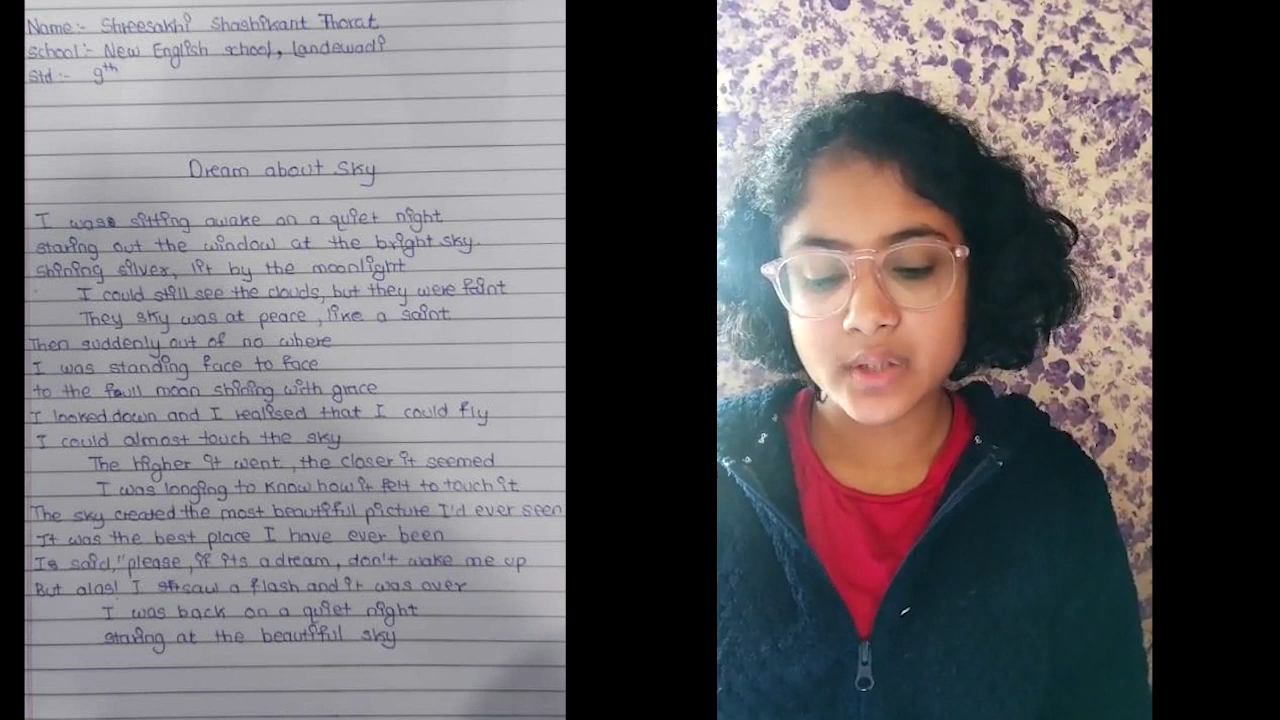 Name:- Shreesakhi Shashikant Thorat
school:- New English school, Landewadi
Std:- 9th
Dream about sky
I was sitting awake on a quiet night
staring out the window at the bright sky.
shining silver, lit by the moonlight
I could still see the clouds, but they were faint
They sky was at peace, like a saint.
Then suddenly out of no where
I was standing face to face
to the full moon shining with grace
I looked down and I realised that I could fly
I could almost touch the sky
The higher it went, the closer it seemed
I was longing to know how it felt to touch it
The sky created the most beautiful picture I'd ever seen
It was the best place I have ever been
I said, "please, if its a dream, don't wake me up
But alas! I saw a flash and it was over
I was back on a quiet night
staring at the beautiful sky